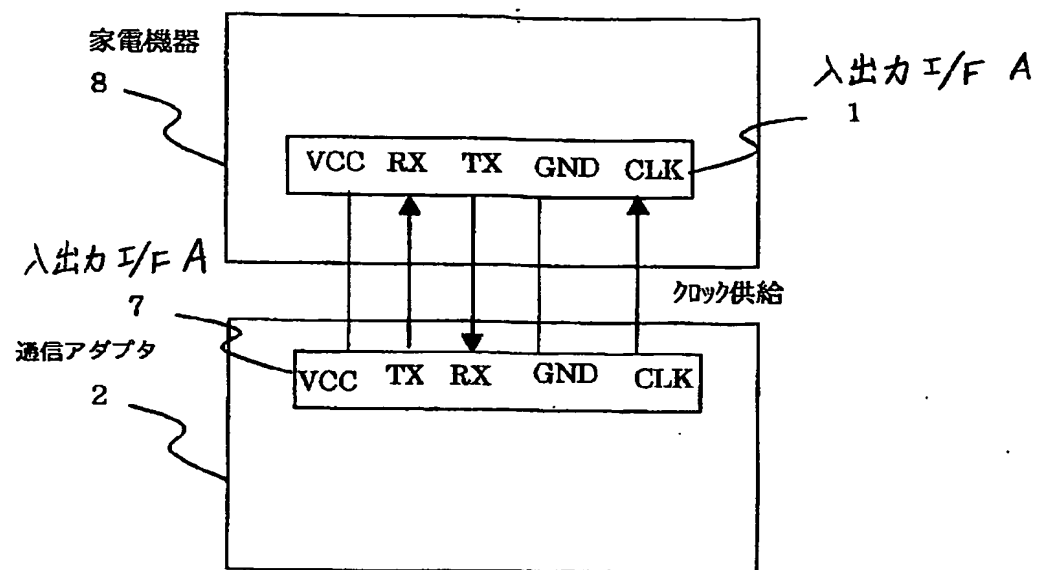 家電機器
8
入出力 I/F A
1
VCC RX TX GND CLK
入出力 I/F A
7
クロック供給
通信アダプタ
2
VCC TX RX GND CLK